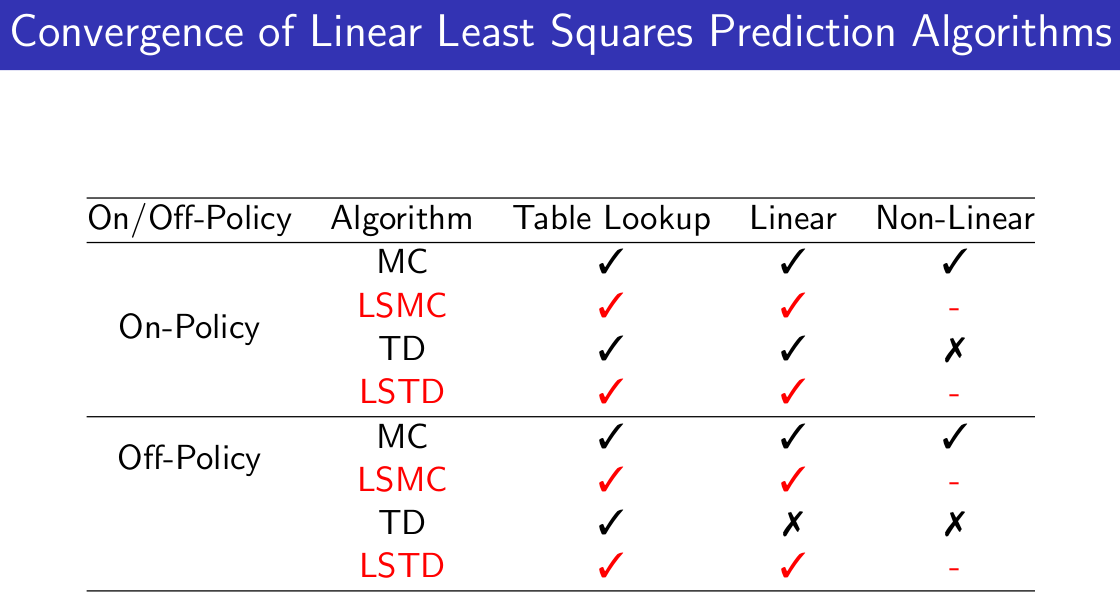 Convergence of Linear Least Squares Prediction Algorithms
On/Off-Policy Algorithm Table Lookup Linear Non-Linear
On-Policy
MC ✓ ✓ ✓
LSMC ✓ ✓ -
TD ✓ ✓ ✗
LSTD ✓ ✓ -
Off-Policy
MC ✓ ✓ ✓
LSMC ✓ ✓ -
TD ✓ ✗ ✗
LSTD ✓ ✓ -